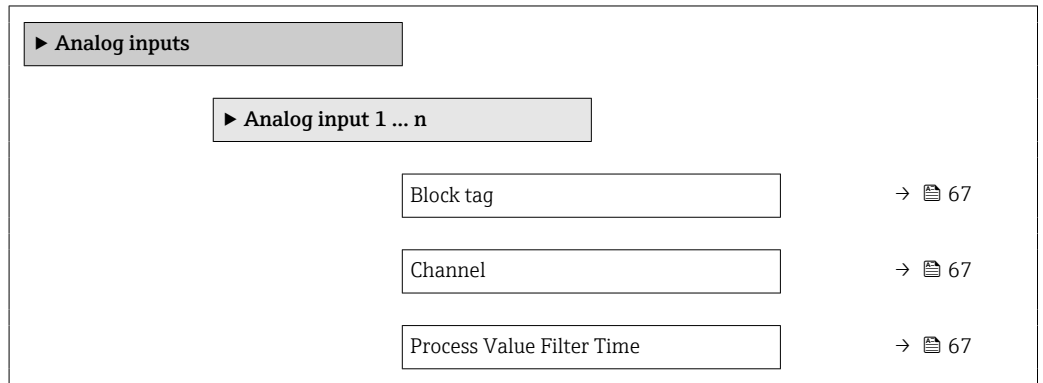 ▶ Analog inputs
▶ Analog input 1 ... n
Block tag → 67
Channel → 67
Process Value Filter Time → 67